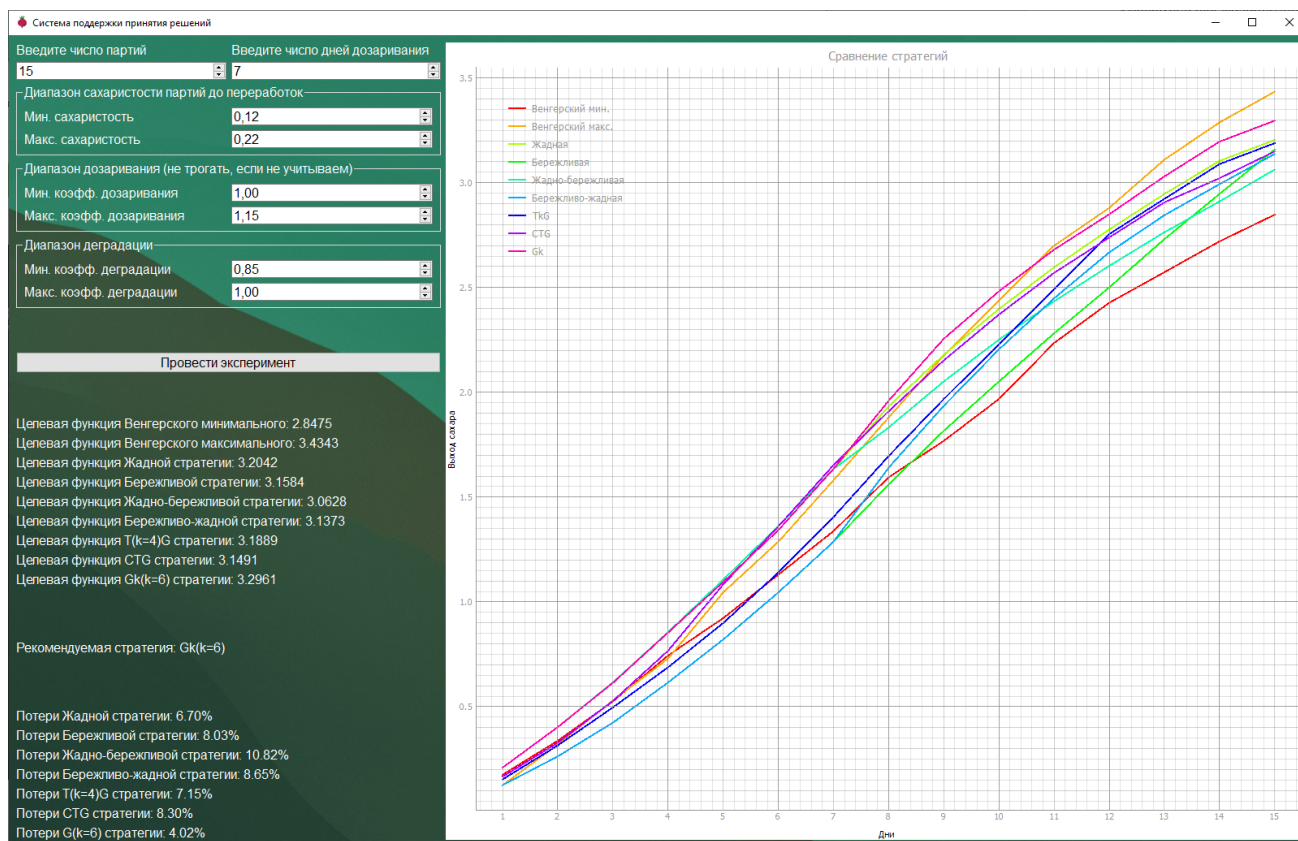 Система поддержки принятия решений
Введите число партий
Введите число дней дозаривания
15
7
Диапазон сахаристости партий до переработок
Мин. сахаристость
0,12
Макс. сахаристость
0,22
Диапазон дозаривания (не трогать, если не учитываем)
Мин. коэфф. дозаривания
1,00
Макс. коэфф. дозаривания
1,15
Диапазон деградации
Мин. коэфф. деградации
0,85
Макс. коэфф. деградации
1,00
Провести эксперимент
Целевая функция Венгерского минимального: 2.8475
Целевая функция Венгерского максимального: 3.4343
Целевая функция Жадной стратегии: 3.2042
Целевая функция Бережливой стратегии: 3.1584
Целевая функция Жадно-бережливой стратегии: 3.0628
Целевая функция Бережливо-жадной стратегии: 3.1373
Целевая функция T(k=4)G стратегии: 3.1889
Целевая функция CTG стратегии: 3.1491
Целевая функция Gk(k=6) стратегии: 3.2961
Рекомендуемая стратегия: Gk(k=6)
Потери Жадной стратегии: 6.70%
Потери Бережливой стратегии: 8.03%
Потери Жадно-бережливой стратегии: 10.82%
Потери Бережливо-жадной стратегии: 8.65%
Потери T(k=4)G стратегии: 7.15%
Потери CTG стратегии: 8.30%
Потери G(k=6) стратегии: 4.02%
Сравнение стратегий
Венгерский мин.
Венгерский макс.
Жадная
Бережливая
Жадно-бережливая
Бережливо-жадная
TkG
CTG
Gk
3.5
3.0
2.5
2.0
1.5
1.0
0.5
Выход сахара
1 2 3 4 5 6 7 8 9 10 11 12 13 14 15
Дни